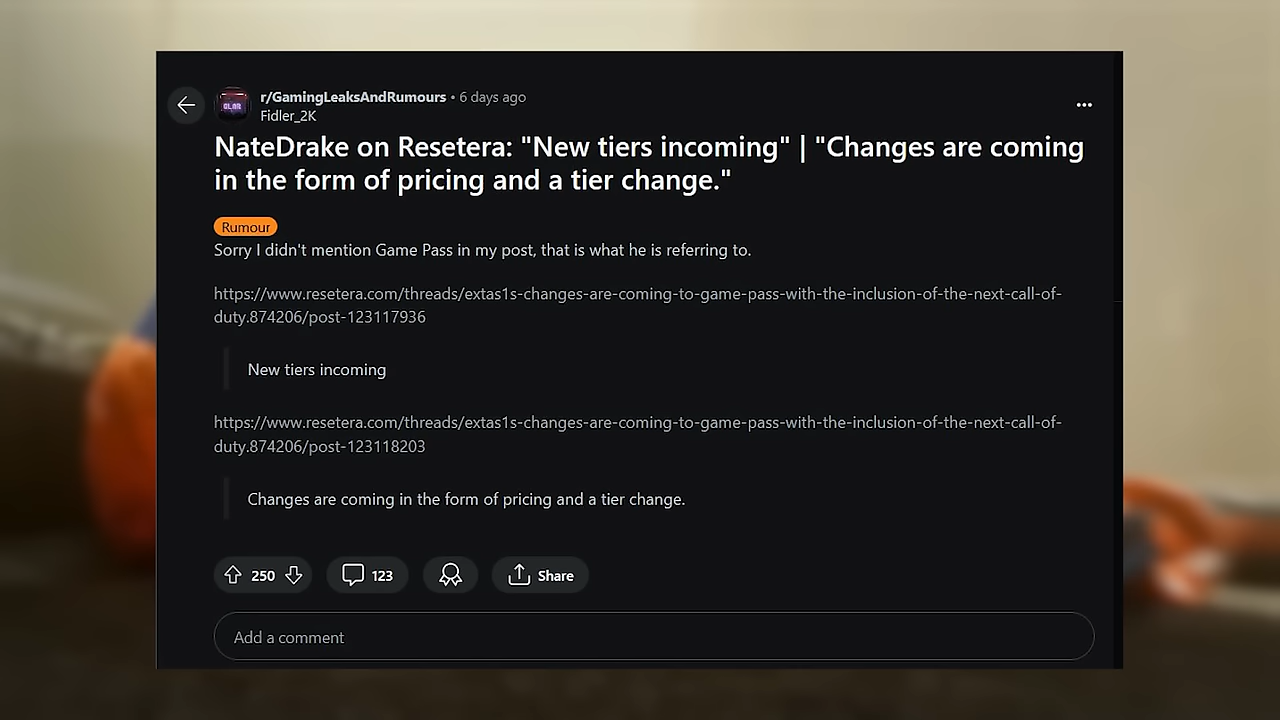 r/GamingLeaksAndRumours • 6 days ago
Fidler_2K
NateDrake on Resetera: "New tiers incoming" | "Changes are coming
in the form of pricing and a tier change."
Rumour
Sorry I didn't mention Game Pass in my post, that is what he is referring to.
https://www.resetera.com/threads/extas1s-changes-are-coming-to-game-pass-with-the-inclusion-of-the-next-call-of-
duty.874206/post-123117936
New tiers incoming
https://www.resetera.com/threads/extas1s-changes-are-coming-to-game-pass-with-the-inclusion-of-the-next-call-of-
duty.874206/post-123118203
Changes are coming in the form of pricing and a tier change.
250 123 Share
Add a comment